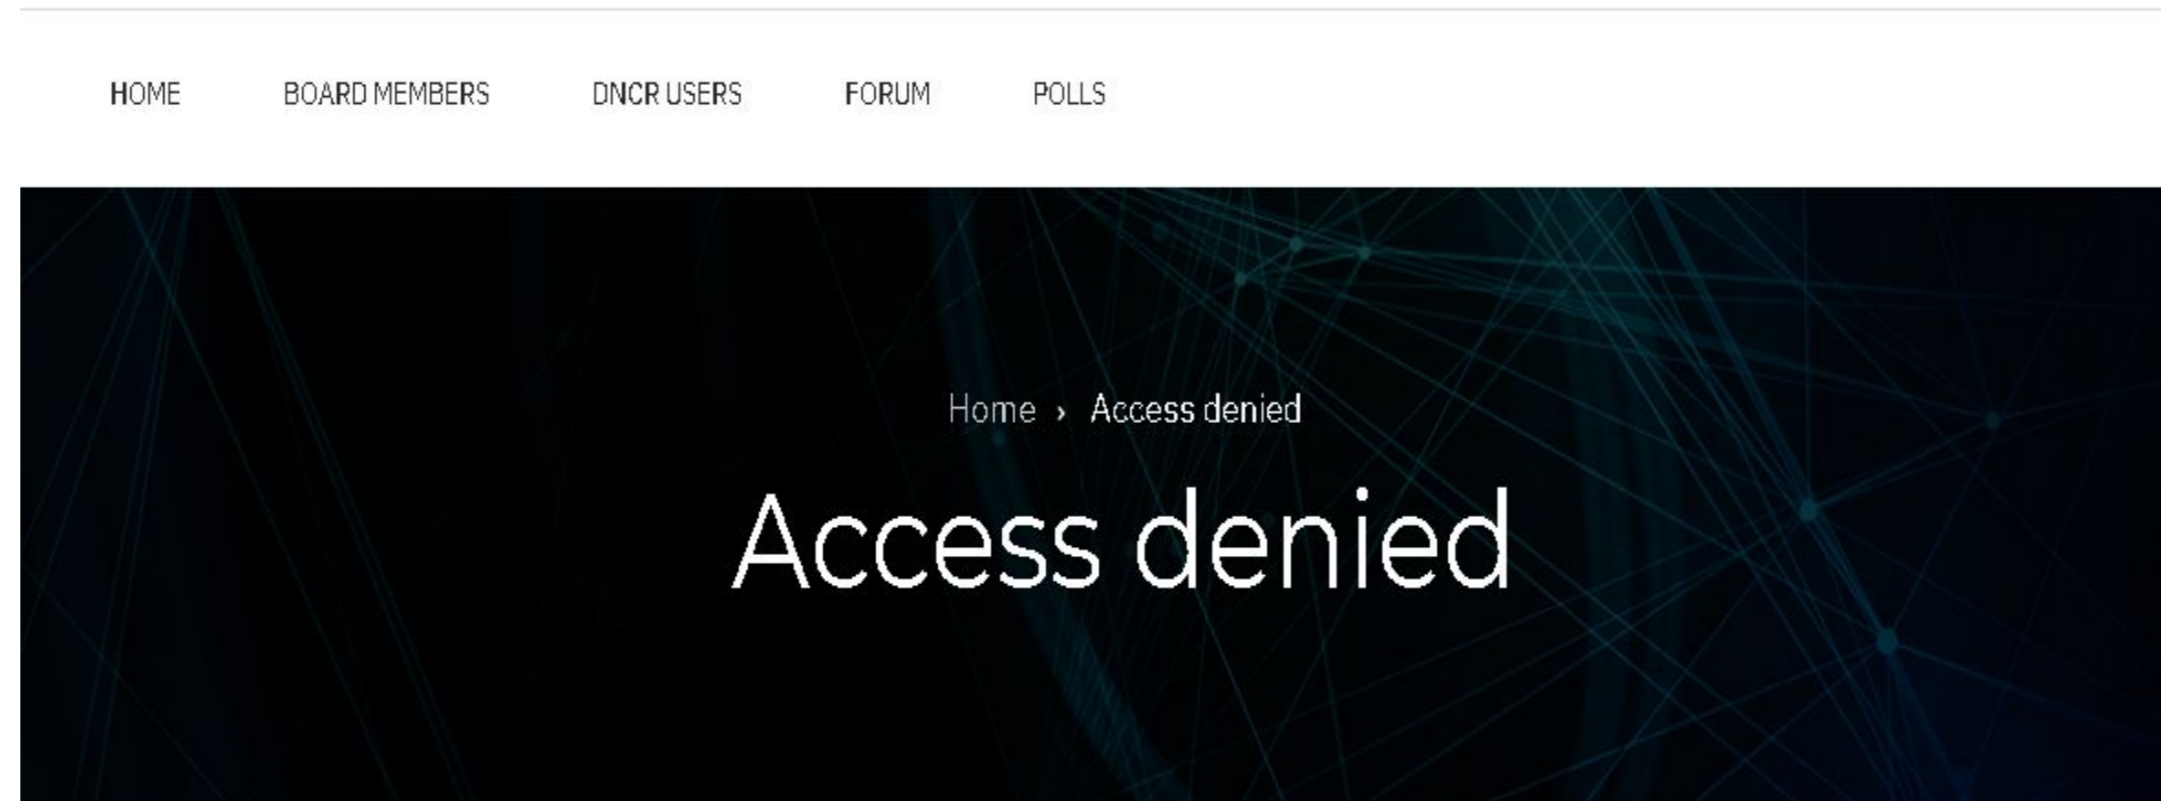 HOME BOARD MEMBERS DNCR USERS FORUM POLLS
Home › Access denied
Access denied